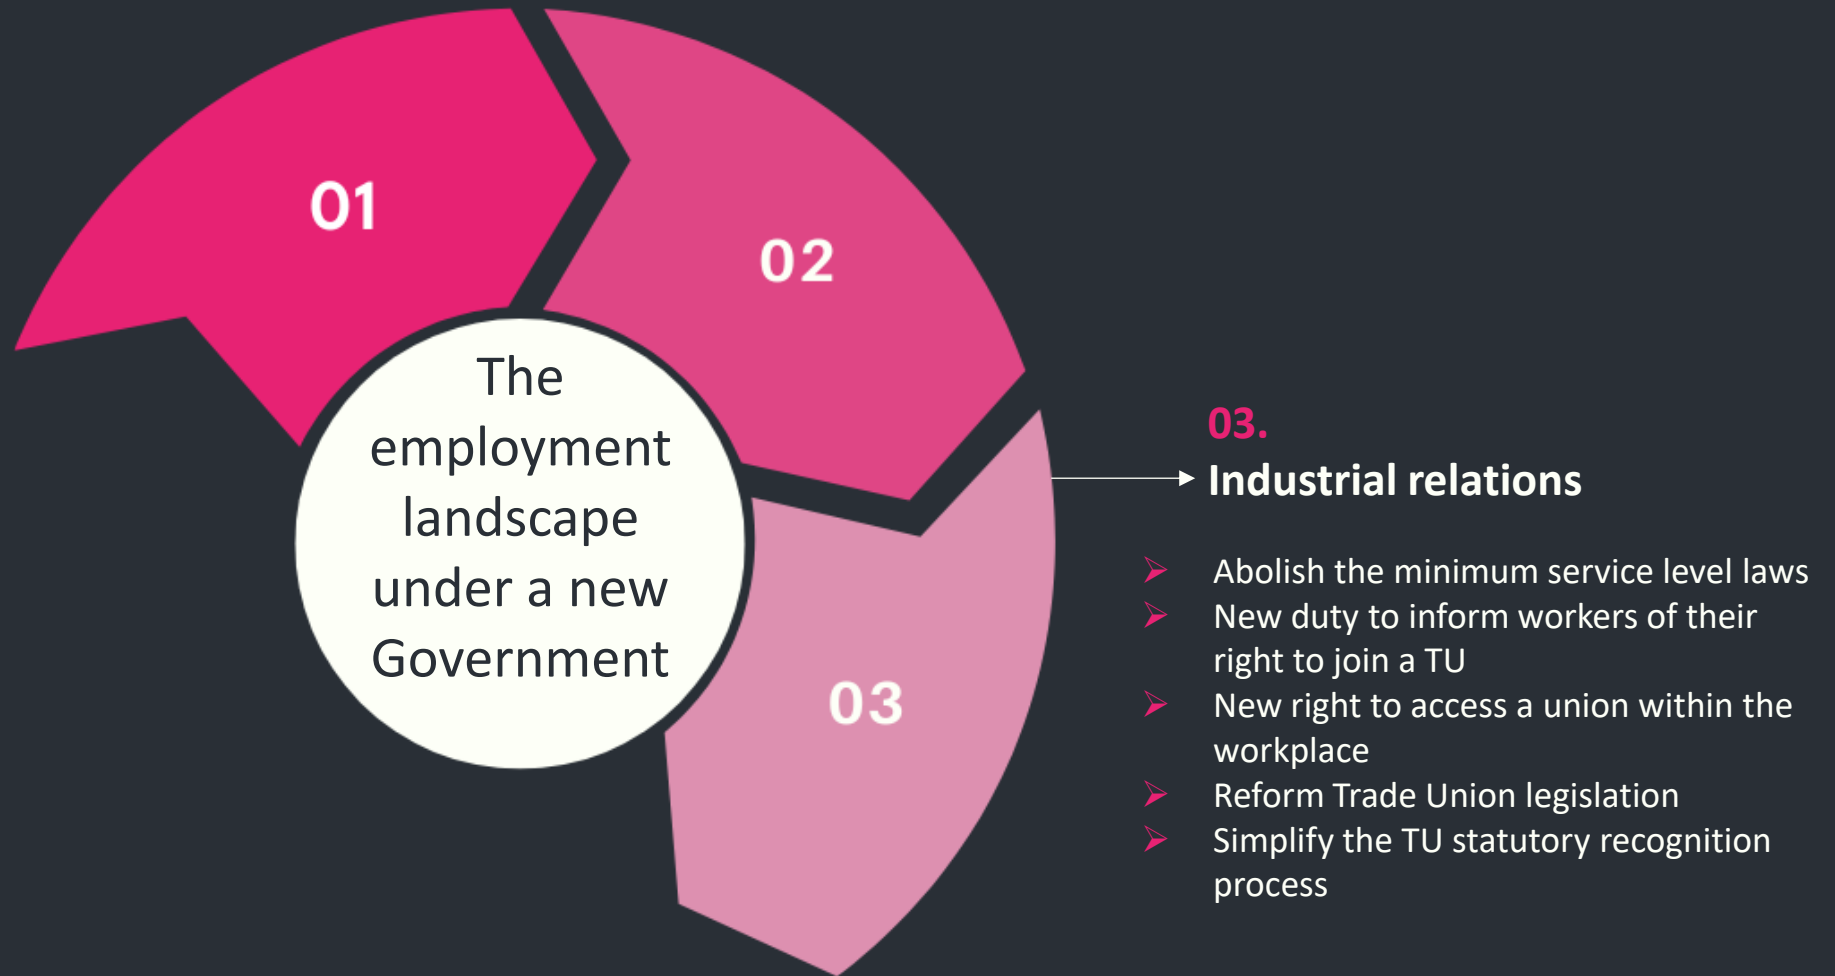 01
02
The
employment
landscape
under a new
Government
03
03.
Industrial relations
Abolish the minimum service level laws
New duty to inform workers of their
right to join a TU
New right to access a union within the
workplace
Reform Trade Union legislation
Simplify the TU statutory recognition
process